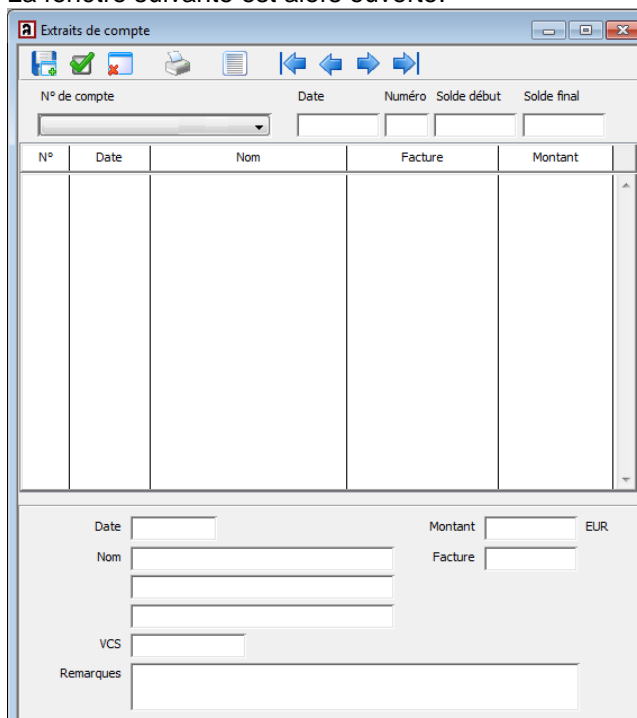 La fenêtre suivante est alors ouverte:
a Extraits de compte
N° de compte Date Numéro Solde début Solde final
N° Date Nom Facture Montant
Date Montant EUR
Nom Facture
VCS
Remarques